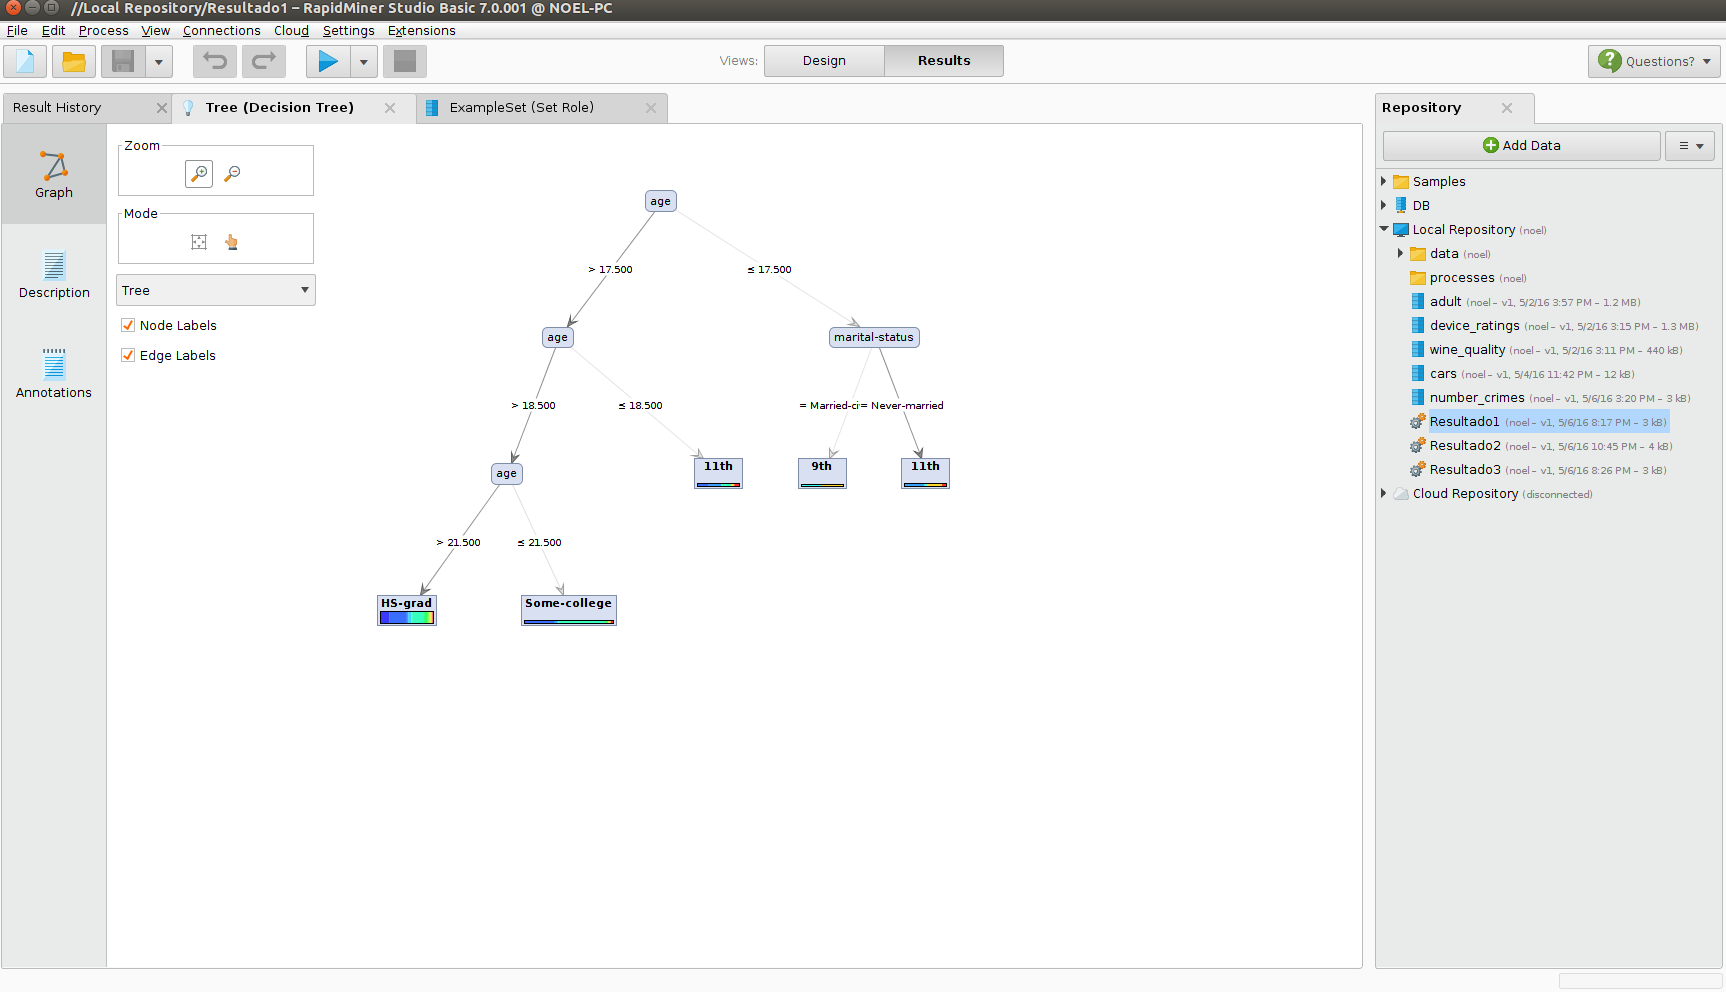 //Local Repository/Resultado1 – RapidMiner Studio Basic 7.0.001 @ NOEL-PC
File Edit Process View Connections Cloud Settings Extensions
Views: Design Results
? Questions?
Result History Tree (Decision Tree) ExampleSet (Set Role)
Graph
Description
Annotations
Zoom
Mode
Tree
Node Labels
Edge Labels
age
> 17.500 ≤ 17.500
age marital-status
> 18.500 ≤ 18.500 = Married-ci= Never-married
age 11th 9th 11th
> 21.500 ≤ 21.500
HS-grad Some-college
Repository
Add Data
Samples
DB
Local Repository (noel)
data (noel)
processes (noel)
adult (noel – v1, 5/2/16 3:57 PM – 1.2 MB)
device_ratings (noel – v1, 5/2/16 3:15 PM – 1.3 MB)
wine_quality (noel – v1, 5/2/16 3:11 PM – 440 kB)
cars (noel – v1, 5/4/16 11:42 PM – 12 kB)
number_crimes (noel – v1, 5/6/16 3:20 PM – 3 kB)
Resultado1 (noel – v1, 5/6/16 8:17 PM – 3 kB)
Resultado2 (noel – v1, 5/6/16 10:45 PM – 4 kB)
Resultado3 (noel – v1, 5/6/16 8:26 PM – 3 kB)
Cloud Repository (disconnected)